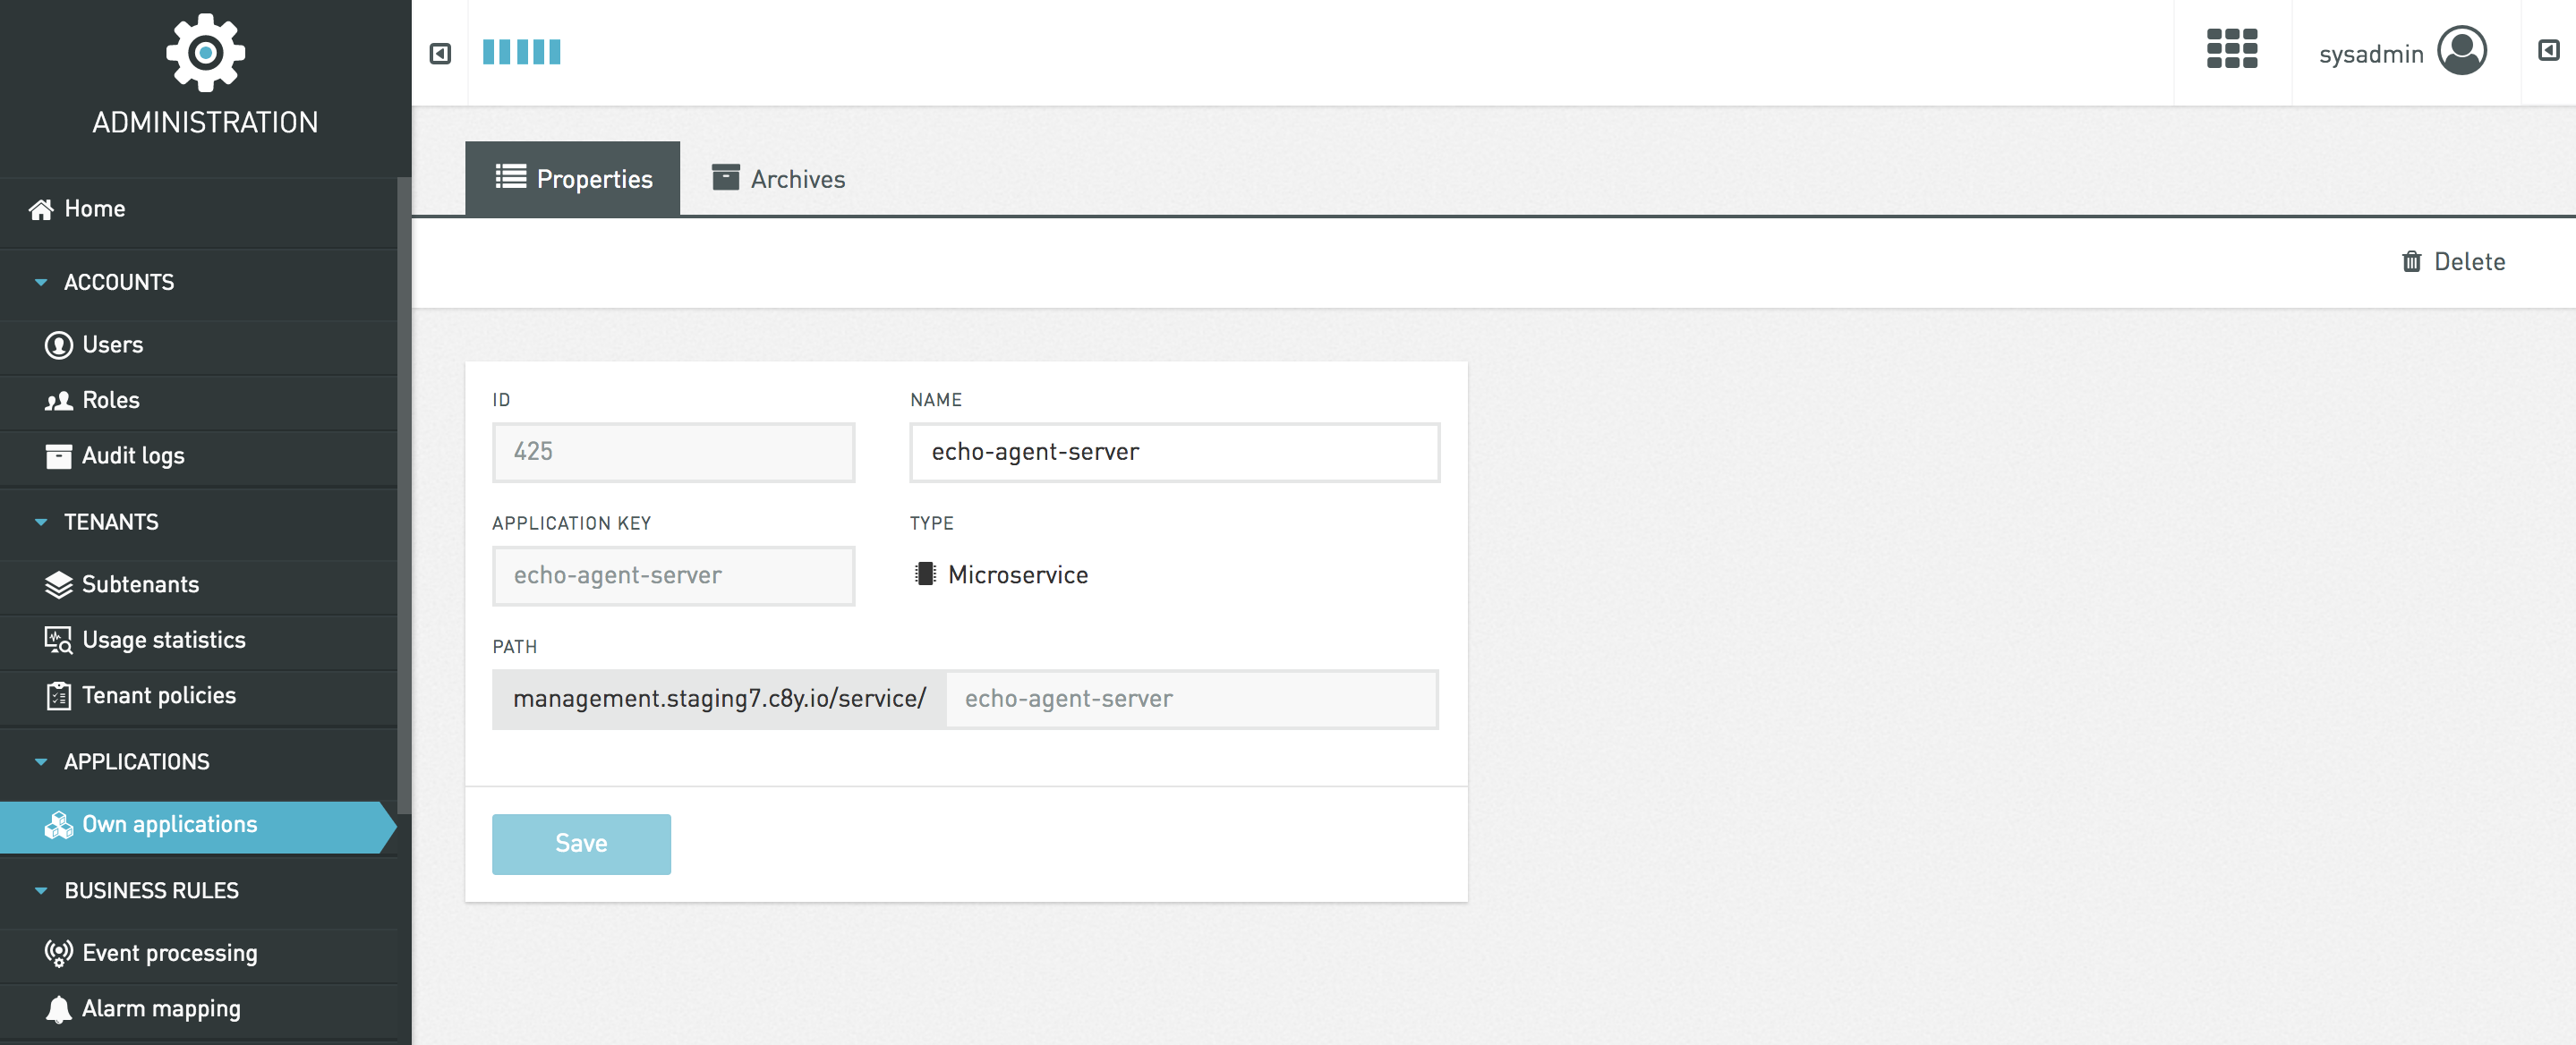 ADMINISTRATION
Home
ACCOUNTS
Users
Roles
Audit logs
TENANTS
Subtenants
Usage statistics
Tenant policies
APPLICATIONS
Own applications
BUSINESS RULES
Event processing
Alarm mapping
sysadmin
Properties
Archives
Delete
ID
NAME
425
echo-agent-server
APPLICATION KEY
TYPE
echo-agent-server
Microservice
PATH
management.staging7.c8y.io/service/ echo-agent-server
Save